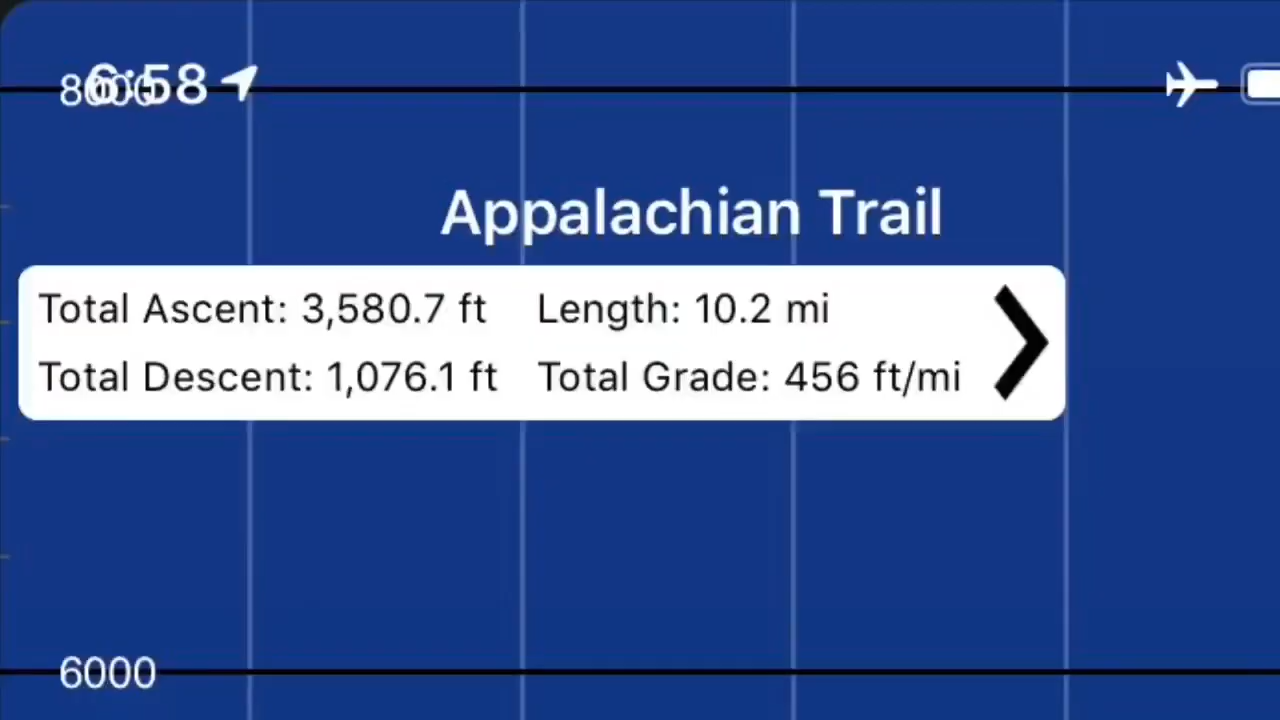 6:58
8000
Appalachian Trail
Total Ascent: 3,580.7 ft Length: 10.2 mi
Total Descent: 1,076.1 ft Total Grade: 456 ft/mi
6000